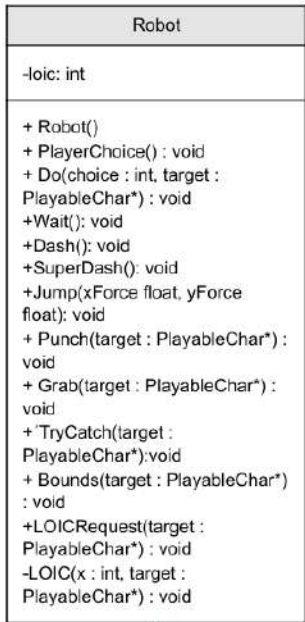 Robot
-loic: int
+ Robot()
+ PlayerChoice() : void
+ Do(choice : int, target :
PlayableChar*) : void
+Wait(): void
+Dash(): void
+SuperDash(): void
+Jump(xForce float, yForce
float): void
+ Punch(target : PlayableChar*) :
void
+ Grab(target : PlayableChar*) :
void
+´TryCatch(target :
PlayableChar*):void
+ Bounds(target : PlayableChar*)
: void
+LOICRequest(target :
PlayableChar*) : void
-LOIC(x : int, target :
PlayableChar*) : void